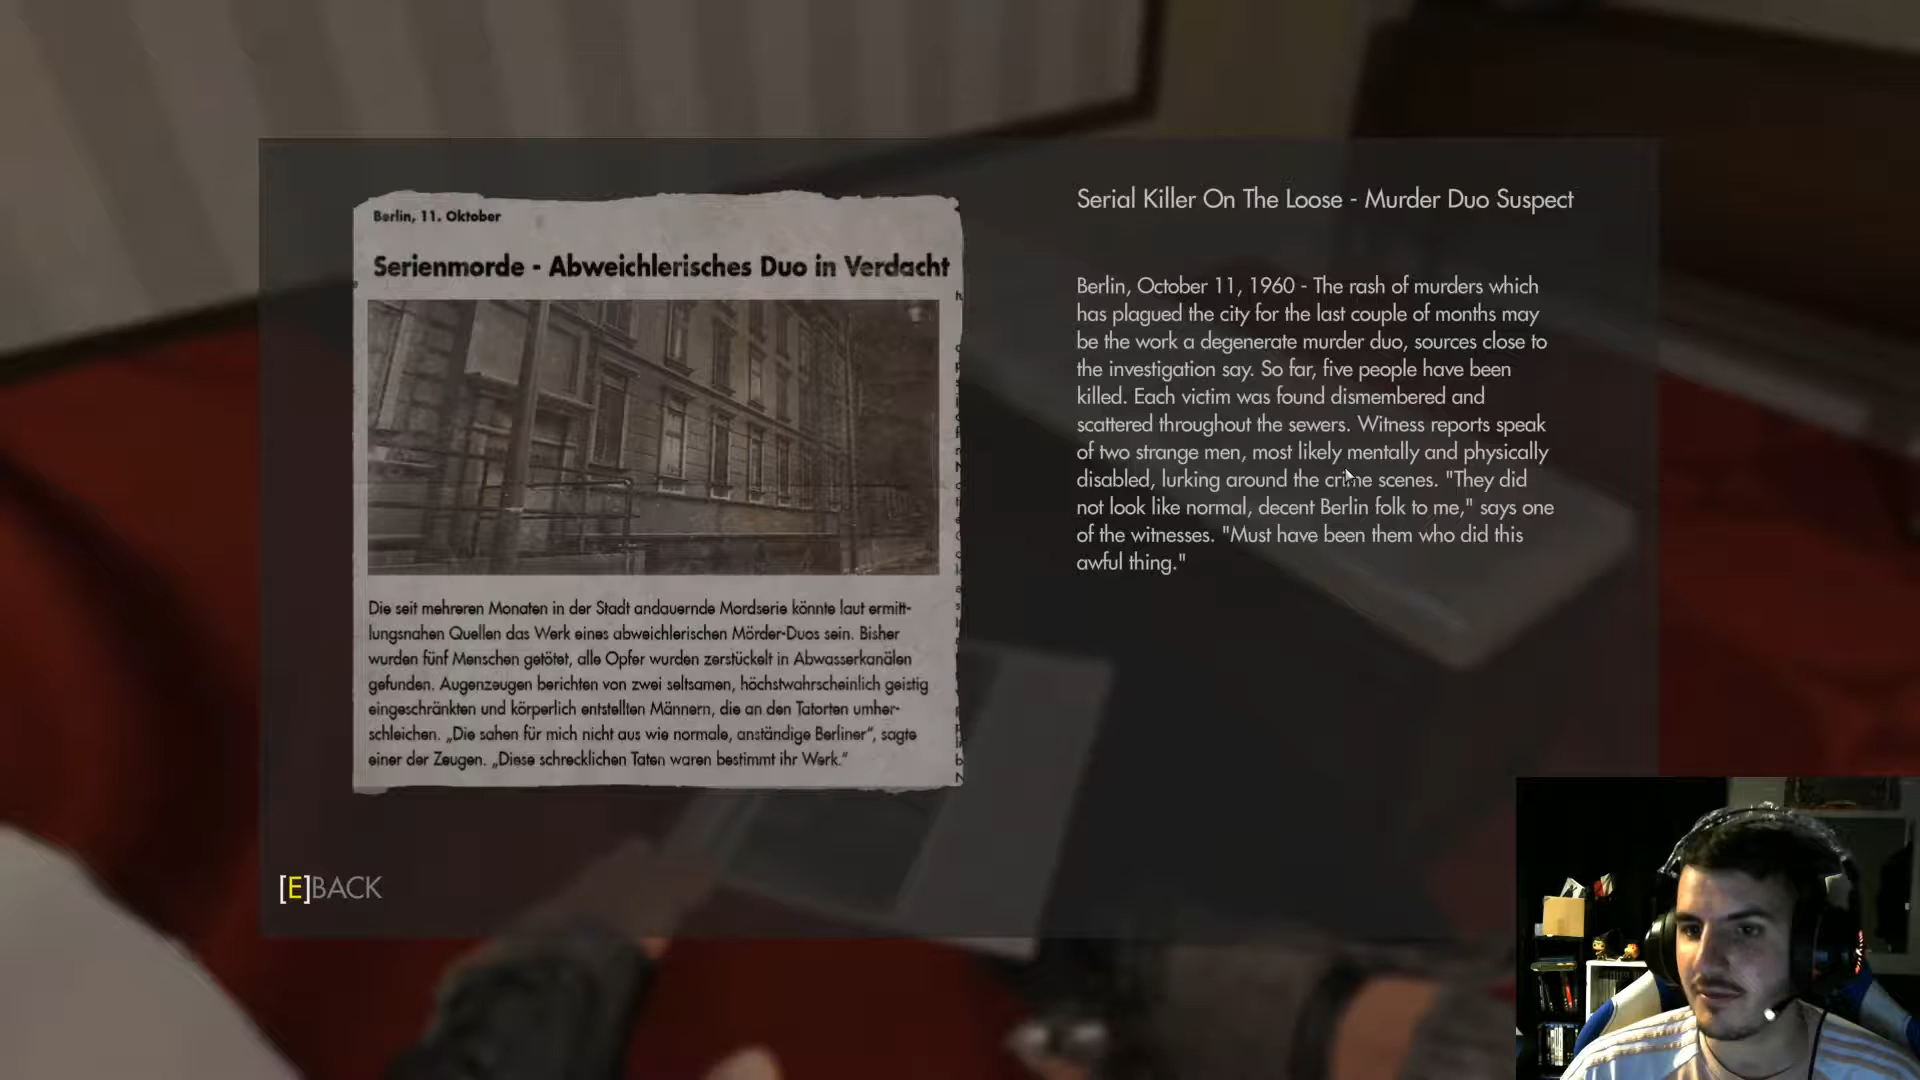 Berlin, 11. Oktober
Serienmorde - Abweichlerisches Duo in Verdacht
Die seit mehreren Monaten in der Stadt andauernde Mordserie könnte laut ermitt-
lungsnahen Quellen das Werk eines abweichlerischen Mörder-Duos sein. Bisher
wurden fünf Menschen getötet, alle Opfer wurden zerstückelt in Abwasserkanälen
gefunden. Augenzeugen berichten von zwei seltsamen, höchstwahrscheinlich geistig
eingeschränkten und körperlich entstellten Männern, die an den Tatorten umher-
schleichen. „Die sahen für mich nicht aus wie normale, anständige Berliner“, sagte
einer der Zeugen. „Diese schrecklichen Taten waren bestimmt ihr Werk.“
Serial Killer On The Loose - Murder Duo Suspect
Berlin, October 11, 1960 - The rash of murders which
has plagued the city for the last couple of months may
be the work a degenerate murder duo, sources close to
the investigation say. So far, five people have been
killed. Each victim was found dismembered and
scattered throughout the sewers. Witness reports speak
of two strange men, most likely mentally and physically
disabled, lurking around the crime scenes. "They did
not look like normal, decent Berlin folk to me," says one
of the witnesses. "Must have been them who did this
awful thing."
[E]BACK